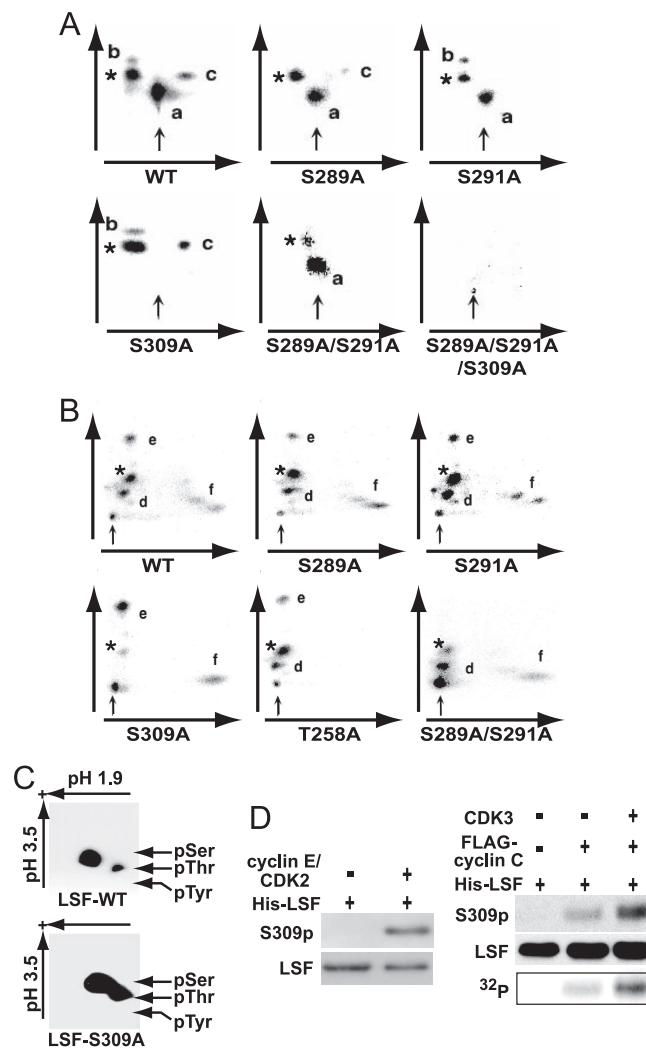 A
b
*
c
a
WT
*
c
a
S289A
b
*
a
S291A
b
*
c
S309A
*
a
S289A/S291A
S289A/S291A
/S309A
B
e
*
d
f
WT
e
*
d
f
S289A
e
*
d
f
S291A
e
*
f
S309A
e
*
d
T258A
*
d
f
S289A/S291A
C
+ pH 1.9
pH 3.5
pSer
pThr
pTyr
LSF-WT
+
pH 3.5
pSer
pThr
pTyr
LSF-S309A
D
cyclin E/
CDK2 - +
His-LSF + +
S309p
LSF
CDK3 - - +
FLAG-
cyclin C - + +
His-LSF + + +
S309p
LSF
32P